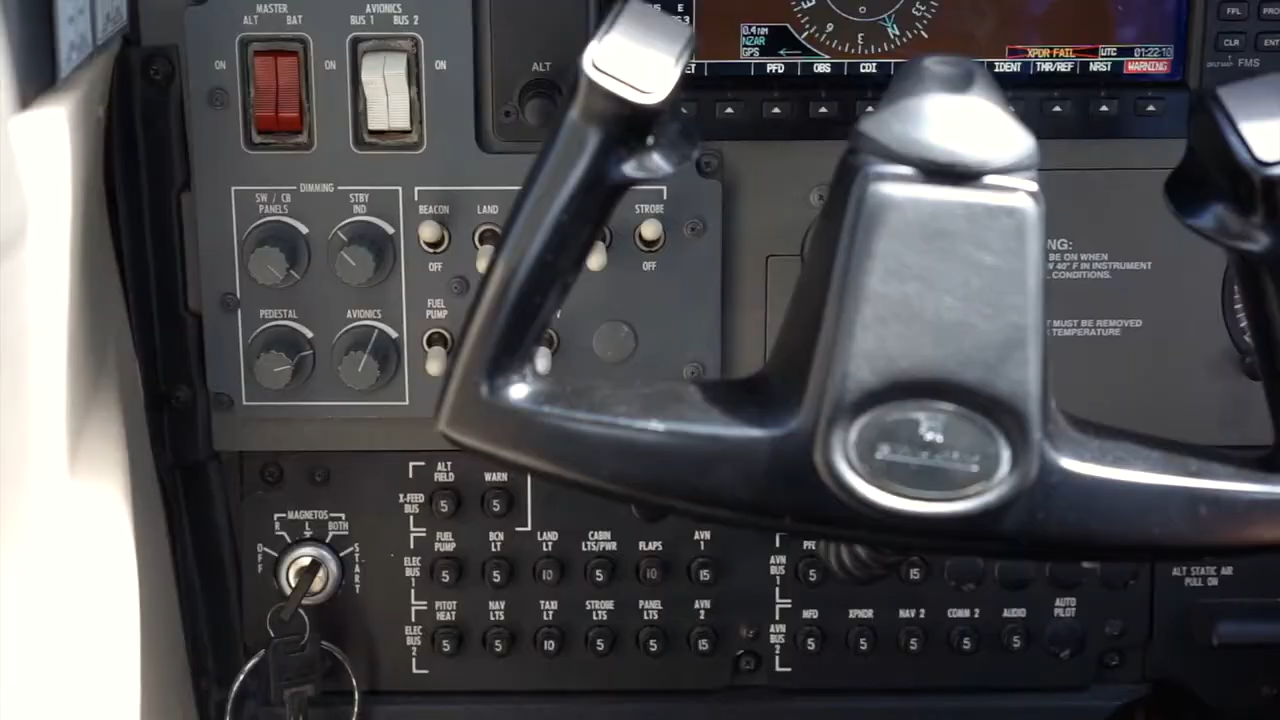 MASTER
ALT BAT
ON
ON
AVIONICS
BUS 1 BUS 2
ON
ALT
0.4NM
NZAR
GPS
3
E
N
33
XPDR FAIL
UTC
01:22:10
PFD
OBS
CDI
IDENT
TMR/REF
NRST
WARNING
FPL
CLR
ENT
FMS
DIMMING
SW / CB
PANELS
STBY
IND
PEDESTAL
AVIONICS
BEACON
LAND
STROBE
OFF
OFF
FUEL
PUMP
NG:
BE ON WHEN
40° F IN INSTRUMENT
CONDITIONS.
MUST BE REMOVED
TEMPERATURE
MAGNETOS
OFF
R
L
BOTH
START
ALT
FIELD
WARN
X-FEED
BUS
5
5
FUEL
PUMP
BCN
LT
LAND
LT
CABIN
LTS/PWR
FLAPS
AVN
1
ELEC
BUS
1
5
5
10
5
10
15
PITOT
HEAT
NAV
LTS
TAXI
LT
STROBE
LTS
PANEL
LTS
AVN
2
ELEC
BUS
2
5
5
10
5
5
15
AVN
BUS
1
5
15
MFD
XPNDR
NAV 2
COMM 2
AUDIO
AUTO
PILOT
AVN
BUS
2
5
5
5
5
5
ALT STATIC AIR
PULL ON